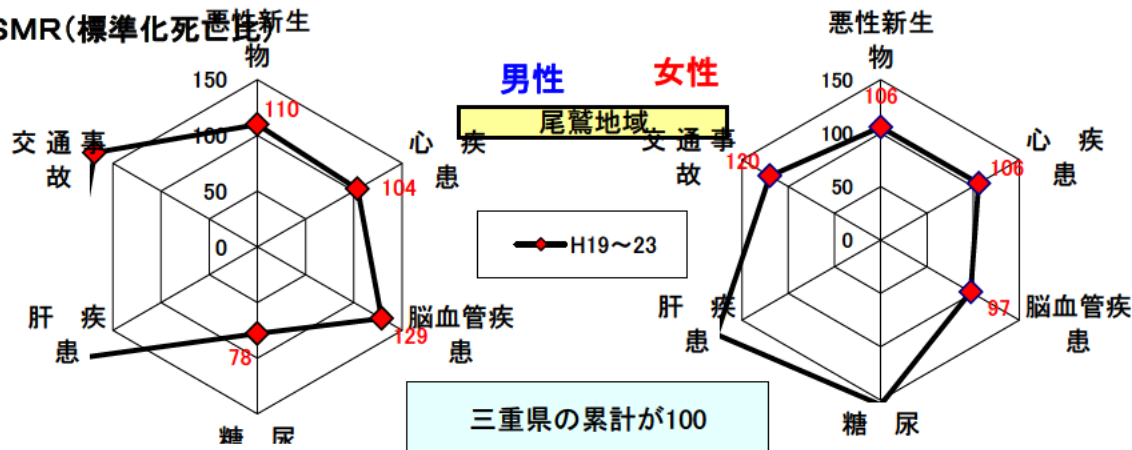 SMR(標準化死亡比)
男性
女性
尾鷲地域
H19～23
三重県の累計が100
悪性新生
物
150
100
50
0
110
心 疾
患
104
脳血管疾
患
129
糖 尿
78
肝 疾
患
交通事
故
悪性新生
物
150
100
50
0
106
心 疾
患
106
脳血管疾
患
97
糖 尿
肝 疾
患
交通事
故
120